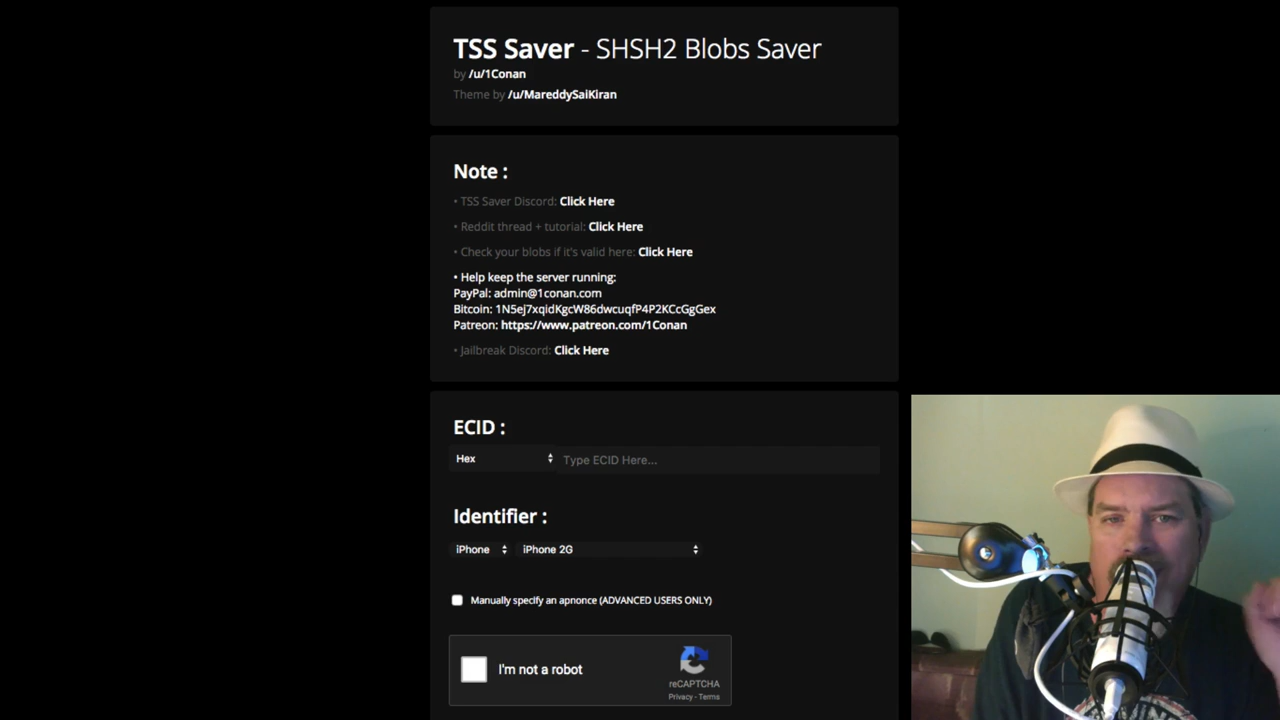 TSS Saver - SHSH2 Blobs Saver
by /u/1Conan
Theme by /u/MareddySaiKiran
Note :
• TSS Saver Discord: Click Here
• Reddit thread + tutorial: Click Here
• Check your blobs if it's valid here: Click Here
• Help keep the server running:
PayPal: admin@1conan.com
Bitcoin: 1N5ej7xqidKgcW86dwcuqfP4P2KCcGgGex
Patreon: https://www.patreon.com/1Conan
• Jailbreak Discord: Click Here
ECID :
Hex
Type ECID Here...
Identifier :
iPhone
iPhone 2G
Manually specify an apnonce (ADVANCED USERS ONLY)
I'm not a robot
reCAPTCHA
Privacy - Terms